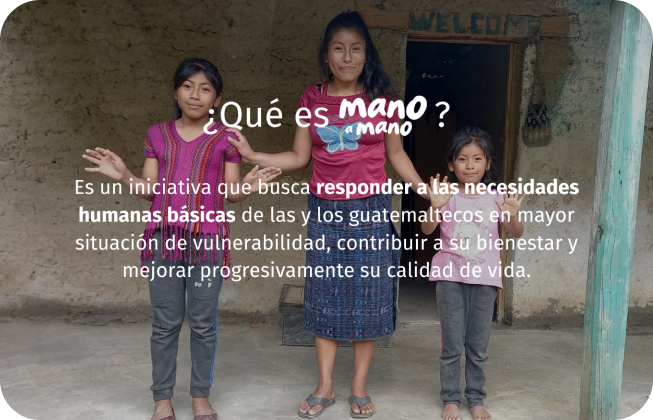 WELCOME
¿Qué es mano a mano?
Es un iniciativa que busca responder a las necesidades
humanas básicas de las y los guatemaltecos en mayor
situación de vulnerabilidad, contribuir a su bienestar y
mejorar progresivamente su calidad de vida.